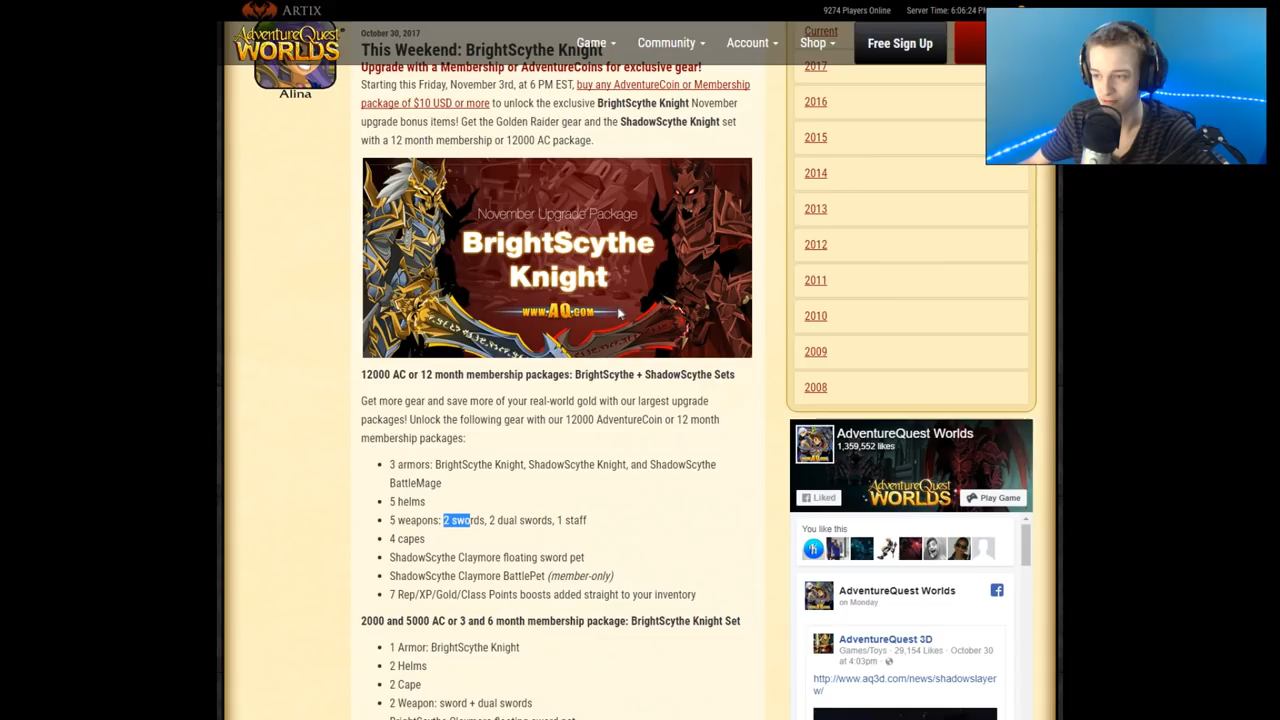 ARTIX
9274 Players Online
Server Time: 6:06:24
AdventureQuest
WORLDS
Game
Community
Account
Shop
Free Sign Up
Alina
October 30, 2017
This Weekend: BrightScythe Knight
Upgrade with a Membership or AdventureCoins for exclusive gear!
Starting this Friday, November 3rd, at 6 PM EST, buy any AdventureCoin or Membership
package of $10 USD or more to unlock the exclusive BrightScythe Knight November
upgrade bonus items! Get the Golden Raider gear and the ShadowScythe Knight set
with a 12 month membership or 12000 AC package.
November Upgrade Package
BrightScythe
Knight
WWW.AQ.COM
12000 AC or 12 month membership packages: BrightScythe + ShadowScythe Sets
Get more gear and save more of your real-world gold with our largest upgrade
packages! Unlock the following gear with our 12000 AdventureCoin or 12 month
membership packages:
3 armors: BrightScythe Knight, ShadowScythe Knight, and ShadowScythe
BattleMage
5 helms
5 weapons: 2 swords, 2 dual swords, 1 staff
4 capes
ShadowScythe Claymore floating sword pet
ShadowScythe Claymore BattlePet (member-only)
7 Rep/XP/Gold/Class Points boosts added straight to your inventory
2000 and 5000 AC or 3 and 6 month membership package: BrightScythe Knight Set
1 Armor: BrightScythe Knight
2 Helms
2 Cape
2 Weapon: sword + dual swords
BrightScythe Claymore floating sword pet
Current
2017
2016
2015
2014
2013
2012
2011
2010
2009
2008
AdventureQuest Worlds
1,359,552 likes
AdventureQuest
WORLDS
Liked
Play Game
You like this
AdventureQuest Worlds
on Monday
AdventureQuest 3D
Games/Toys · 29,154 Likes · October 30
at 4:03pm ·
http://www.aq3d.com/news/shadowslayer
w/